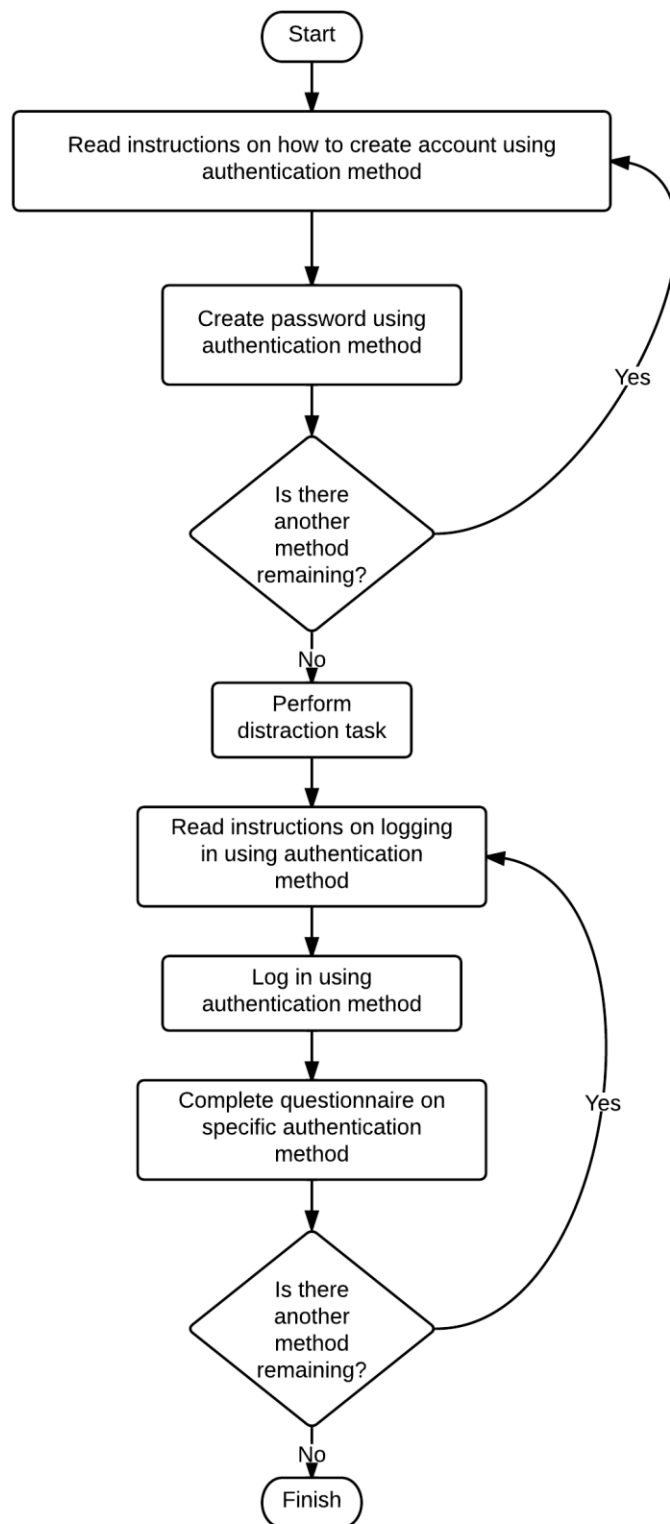 Start
Read instructions on how to create account using
authentication method
Create password using
authentication method
Yes
Is there
another
method
remaining?
No
Perform
distraction task
Read instructions on logging
in using authentication
method
Log in using
authentication method
Complete questionnaire on
specific authentication
method
Yes
Is there
another
method
remaining?
No
Finish